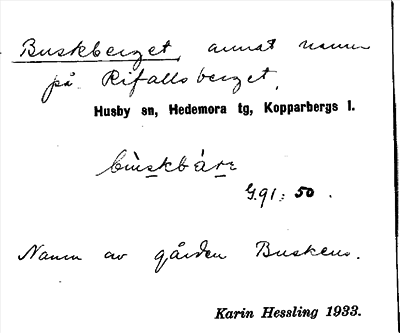 Buskberget, annat namn
på Rifallsberget.
Husby sn, Hedemora tg, Kopparbergs l.
G.91: 50.
Namn av gården Buskens.
Karin Hessling 1933.